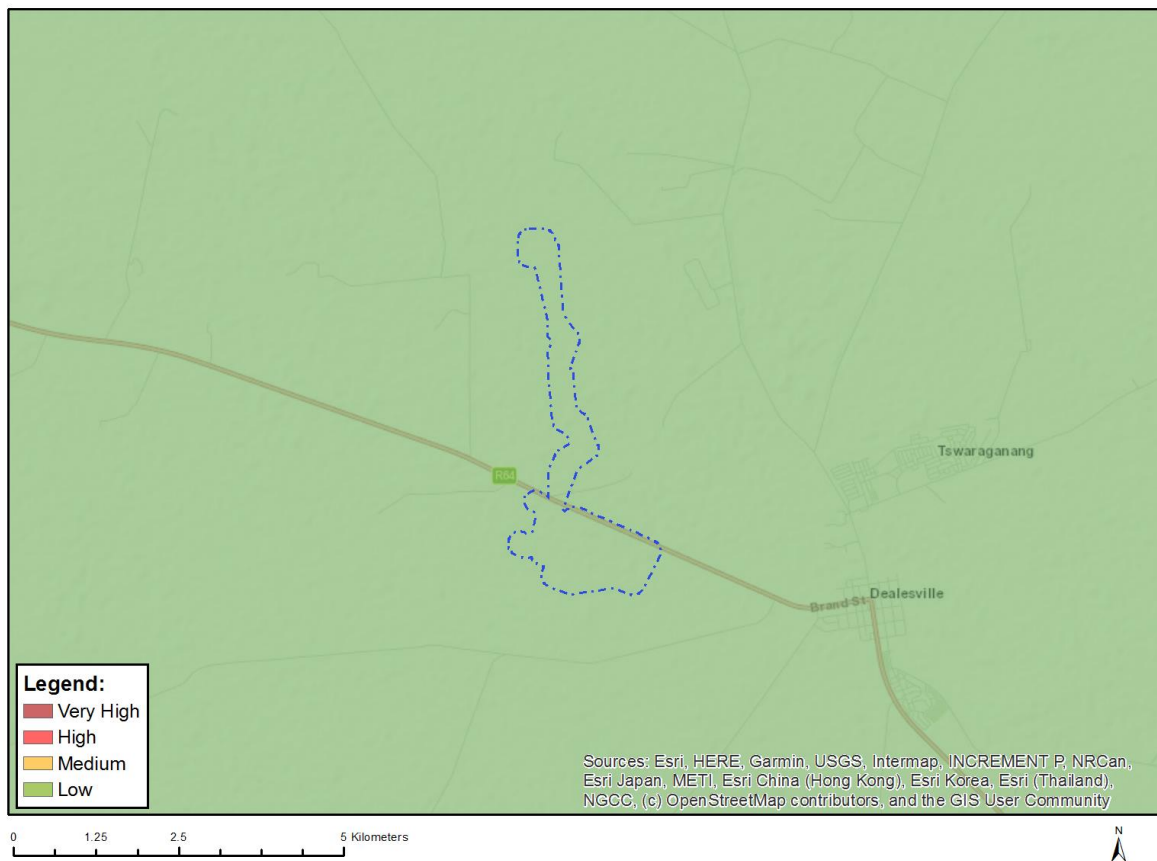 R64
Tswaraganang
Dealesville
Brand St
Legend:
Very High
High
Medium
Low
Sources: Esri, HERE, Garmin, USGS, Intermap, INCREMENT P, NRCan,
Esri Japan, METI, Esri China (Hong Kong), Esri Korea, Esri (Thailand),
NGCC, (c) OpenStreetMap contributors, and the GIS User Community
0 1.25 2.5 5 Kilometers
N